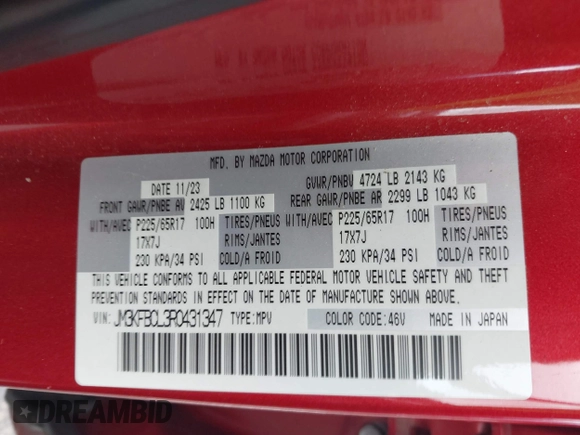 MFD. BY MAZDA MOTOR CORPORATION
DATE 11/23 GVWR/PNBV 4724 LB 2143 KG
FRONT GAWR/PNBE AV 2425 LB 1100 KG REAR GAWR/PNBE AR 2299 LB 1043 KG
WITH/AVEC P225/65R17 100H TIRES/PNEUS WITH/AVEC P225/65R17 100H TIRES/PNEUS
17X7J RIMS/JANTES 17X7J RIMS/JANTES
230 KPA/34 PSI COLD/A FROID 230 KPA/34 PSI COLD/A FROID
THIS VEHICLE CONFORMS TO ALL APPLICABLE FEDERAL MOTOR VEHICLE SAFETY AND THEFT
PREVENTION STANDARDS IN EFFECT ON THE DATE OF MANUFACTURE SHOWN ABOVE.
VIN: JM3KFBCL3R0431347 TYPE:MPV COLOR CODE:46V MADE IN JAPAN
DREAMBID